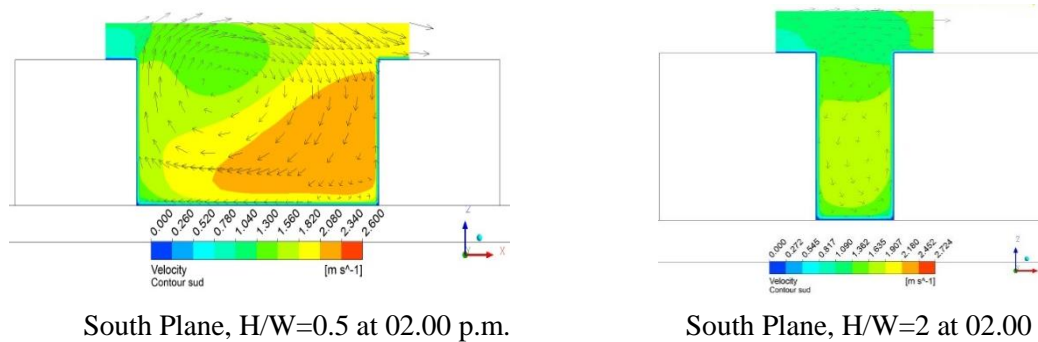 0.000 0.260 0.520 0.780 1.040 1.300 1.560 1.820 2.080 2.340 2.600
Velocity [m s^-1]
Contour sud
Z
X
South Plane, H/W=0.5 at 02.00 p.m.
0.000 0.272 0.545 0.817 1.090 1.362 1.635 1.907 2.180 2.452 2.724
Velocity [m s^-1]
Contour sud
Z
X
South Plane, H/W=2 at 02.00